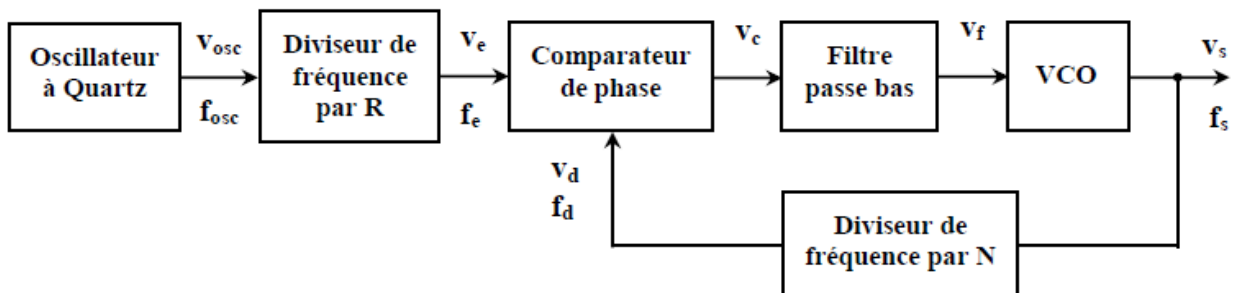 Oscillateur
à Quartz
v_osc
f_osc
Diviseur de
fréquence
par R
v_e
f_e
Comparateur
de phase
v_c
Filtre
passe bas
v_f
VCO
v_s
f_s
v_d
f_d
Diviseur de
fréquence par N